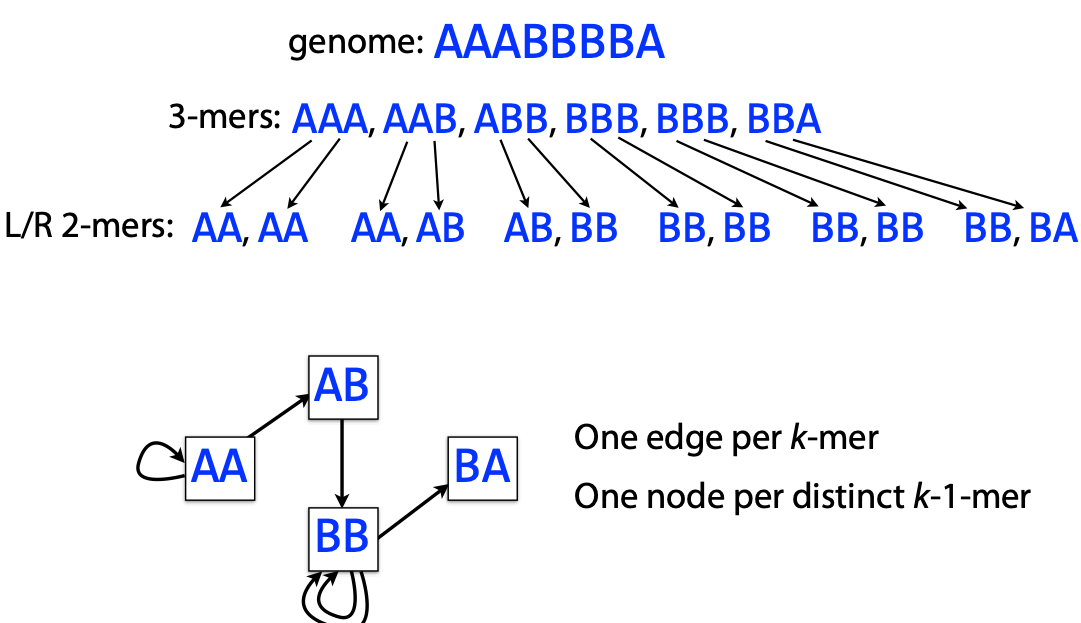 genome: AAABBBBA
3-mers: AAA, AAB, ABB, BBB, BBB, BBA
L/R 2-mers: AA, AA AA, AB AB, BB BB, BB BB, BB BB, BA
AB
AA
BA
BB
One edge per k-mer
One node per distinct k-1-mer